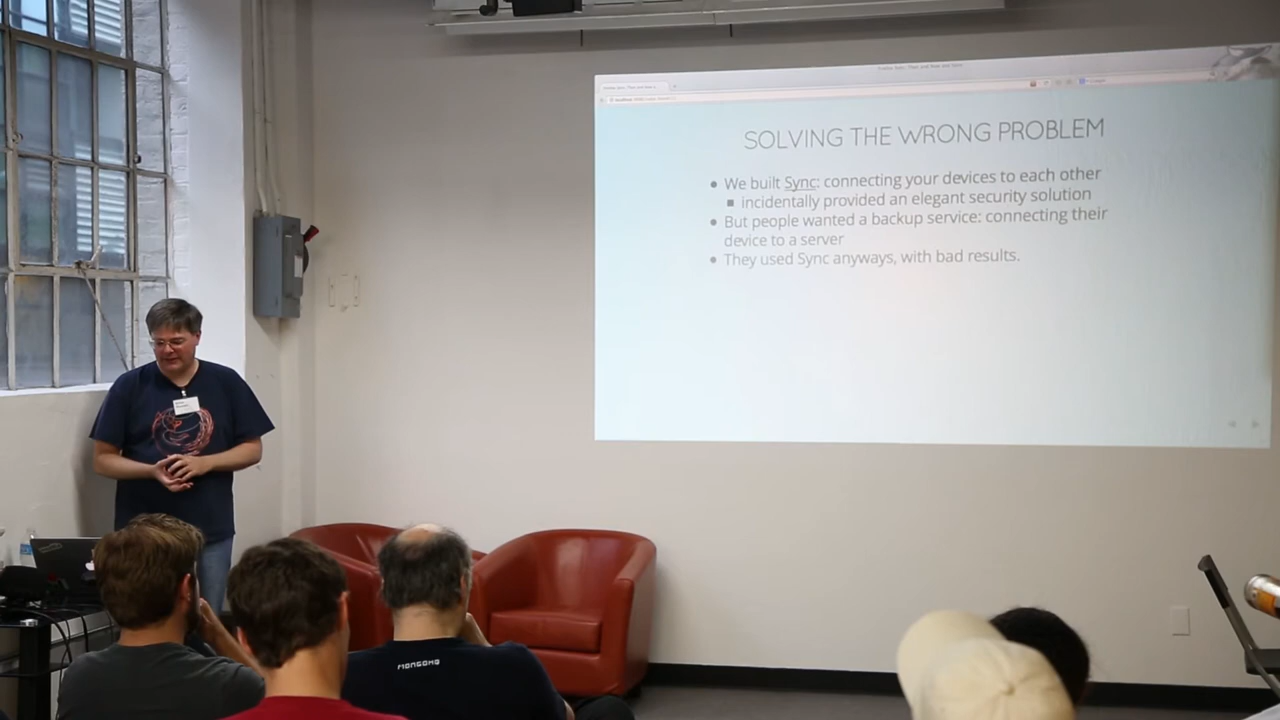 SOLVING THE WRONG PROBLEM
We built Sync: connecting your devices to each other
incidentally provided an elegant security solution
But people wanted a backup service: connecting their
device to a server
They used Sync anyways, with bad results.